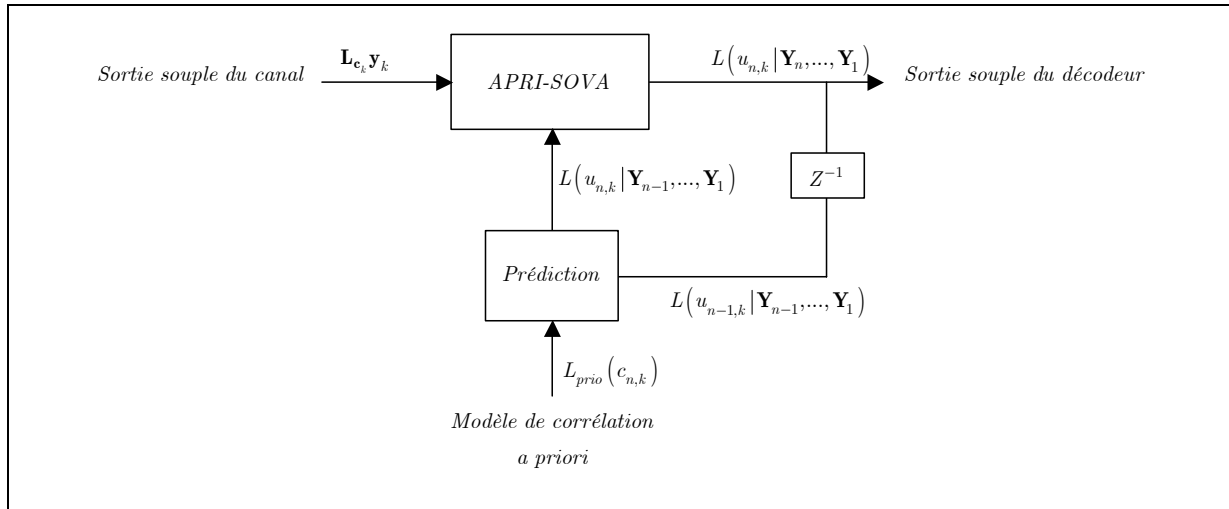 Sortie souple du canal
L_{c_k} y_k
APRI-SOVA
L(u_{n,k} | Y_n,..., Y_1)
Sortie souple du décodeur
Z^{−1}
L(u_{n,k} | Y_{n−1},..., Y_1)
Prédiction
L(u_{n−1,k} | Y_{n−1},..., Y_1)
L_{prio}(c_{n,k})
Modèle de corrélation
a priori